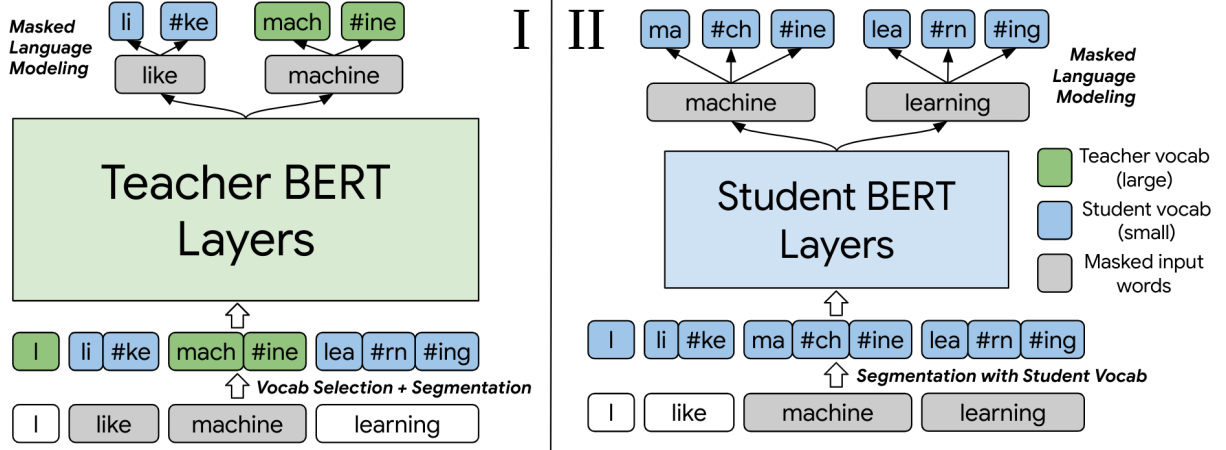 Masked
Language
Modeling
li #ke mach #ine
like machine
Teacher BERT
Layers
I li #ke mach #ine lea #rn #ing
Vocab Selection + Segmentation
I like machine learning
I
II
ma #ch #ine lea #rn #ing
machine learning
Masked
Language
Modeling
Student BERT
Layers
I li #ke ma #ch #ine lea #rn #ing
Segmentation with Student Vocab
I like machine learning
Teacher vocab
(large)
Student vocab
(small)
Masked input
words